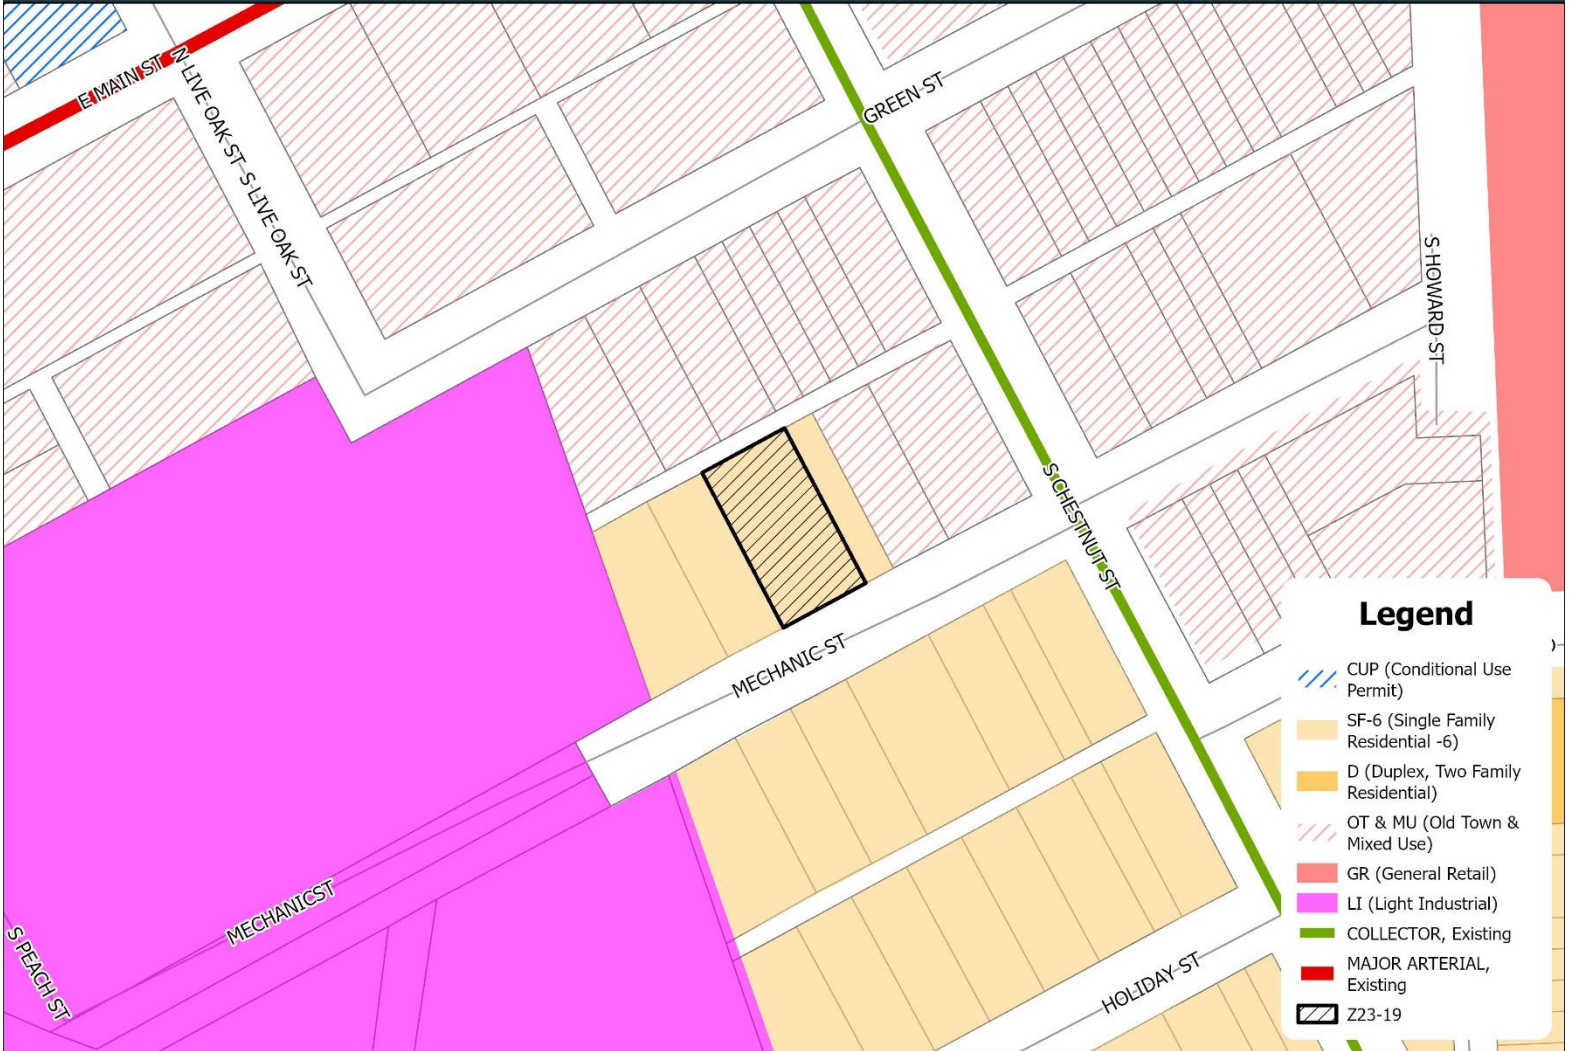 E MAIN ST
N LIVE OAK ST
S LIVE OAK ST
GREEN ST
S HOWARD ST
S CHESTNUT ST
MECHANIC ST
MECHANICST
S PEACH ST
HOLIDAY ST
Legend
CUP (Conditional Use
Permit)
SF-6 (Single Family
Residential -6)
D (Duplex, Two Family
Residential)
OT & MU (Old Town &
Mixed Use)
GR (General Retail)
LI (Light Industrial)
COLLECTOR, Existing
MAJOR ARTERIAL,
Existing
Z23-19